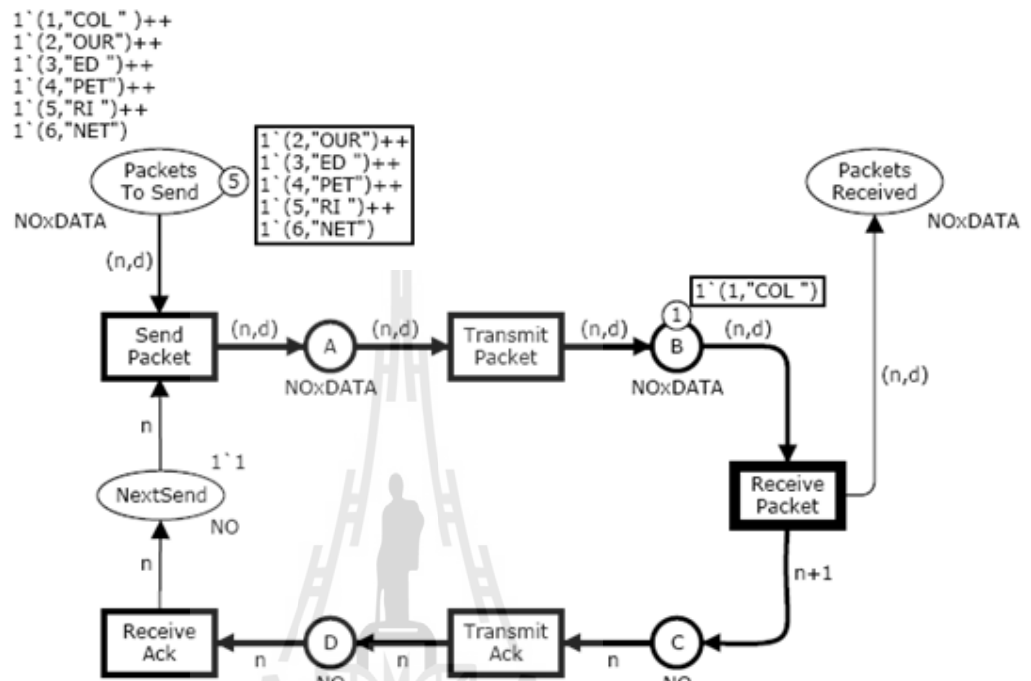 1`(1,"COL " )++
1`(2,"OUR")++
1`(3,"ED ")++
1`(4,"PET")++
1`(5,"RI ")++
1`(6,"NET")
Packets
To Send
5
1`(2,"OUR")++
1`(3,"ED ")++
1`(4,"PET")++
1`(5,"RI ")++
1`(6,"NET")
Packets
Received
NOxDATA
NOxDATA
(n,d)
1`(1,"COL ")
1
Send
Packet
(n,d)
A
(n,d)
Transmit
Packet
(n,d)
B
(n,d)
NOxDATA
NOxDATA
(n,d)
n
1`1
NextSend
NO
Receive
Packet
n
n+1
Receive
Ack
n
D
n
Transmit
Ack
n
C
NO
NO